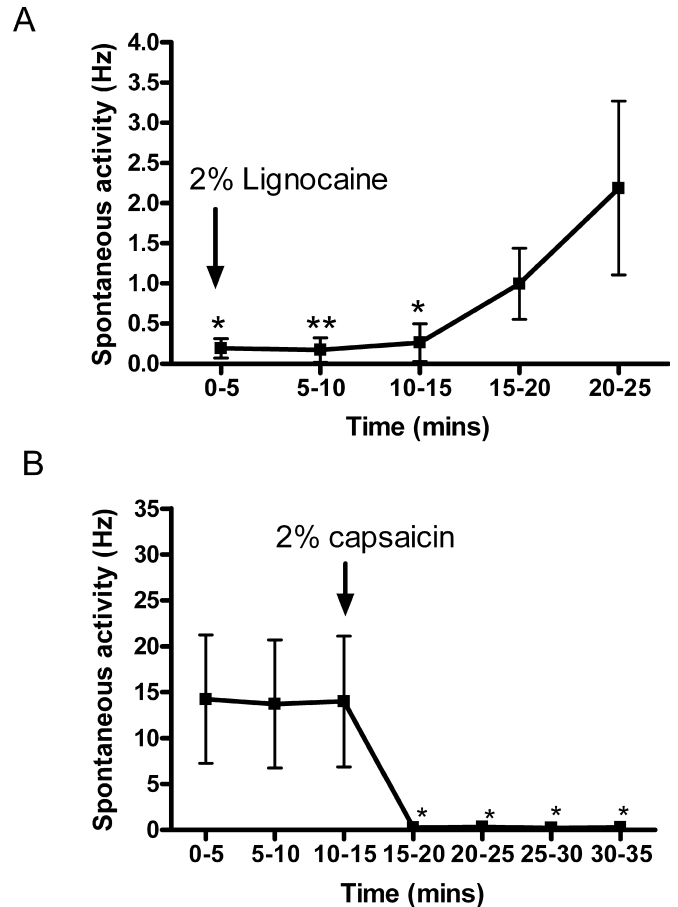 A
Spontaneous activity (Hz)
4.0
3.5
3.0
2.5
2.0
1.5
1.0
0.5
0.0
2% Lignocaine
* ** *
0-5 5-10 10-15 15-20 20-25
Time (mins)
B
Spontaneous activity (Hz)
35
30
25
20
15
10
5
0
2% capsaicin
* * * *
0-5 5-10 10-15 15-20 20-25 25-30 30-35
Time (mins)